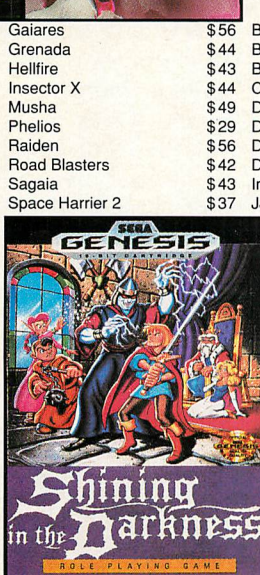 Gaiares $56 B
Grenada $44 B
Hellfire $43 B
Insector X $44 C
Musha $49 D
Phelios $29 D
Raiden $56 D
Road Blasters $42 D
Sagaia $43 In
Space Harrier 2 $37 Ja
SEGA
GENESIS
16-BIT CARTRIDGE
GENESIS
Shining
in the Darkness
ROLE PLAYING GAME